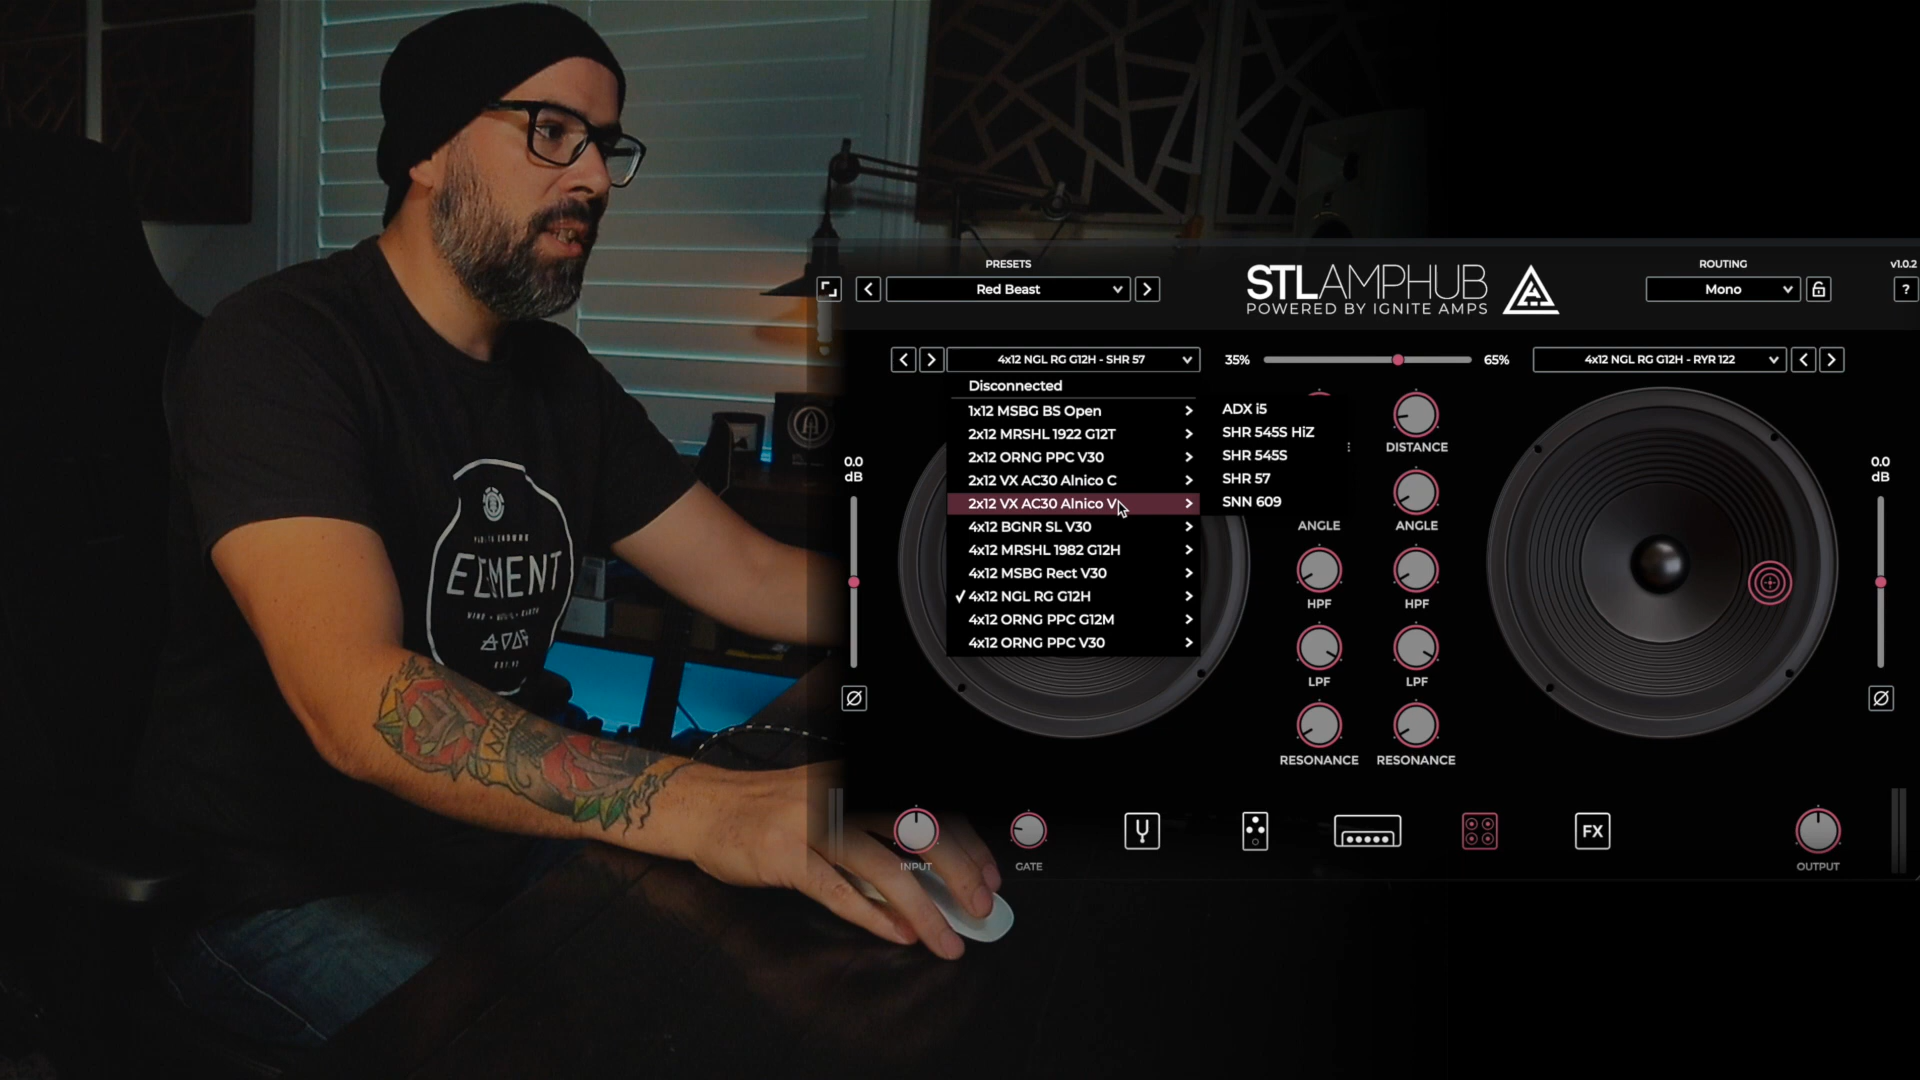 PRESETS
Red Beast
STLAMPHUB
POWERED BY IGNITE AMPS
ROUTING
Mono
v1.0.2
?
4x12 NGL RG G12H - SHR 57
35%
65%
4x12 NGL RG G12H - RYR 122
Disconnected
1x12 MSBG BS Open
2x12 MRSHL 1922 G12T
2x12 ORNG PPC V30
2x12 VX AC30 Alnico C
2x12 VX AC30 Alnico V
4x12 BGNR SL V30
4x12 MRSHL 1982 G12H
4x12 MSBG Rect V30
✓ 4x12 NGL RG G12H
4x12 ORNG PPC G12M
4x12 ORNG PPC V30
ADX i5
SHR 545S HiZ
SHR 545S
SHR 57
SNN 609
DISTANCE
ANGLE
ANGLE
HPF
HPF
LPF
LPF
RESONANCE
RESONANCE
0.0
dB
0.0
dB
Ø
Ø
INPUT
GATE
FX
OUTPUT
ELEMENT